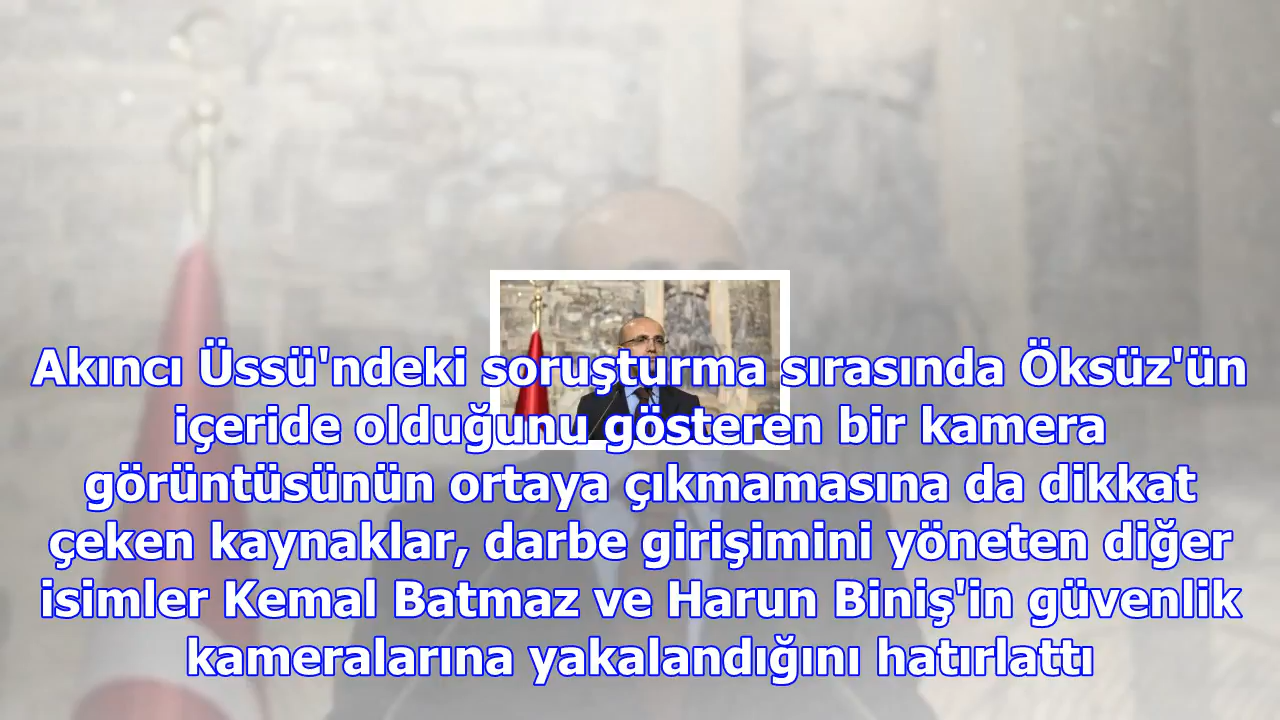 Akıncı Üssü'ndeki soruşturma sırasında Öksüz'ün
içeride olduğunu gösteren bir kamera
görüntüsünün ortaya çıkmamasına da dikkat
çeken kaynaklar, darbe girişimini yöneten diğer
isimler Kemal Batmaz ve Harun Biniş'in güvenlik
kameralarına yakalandığını hatırlattı